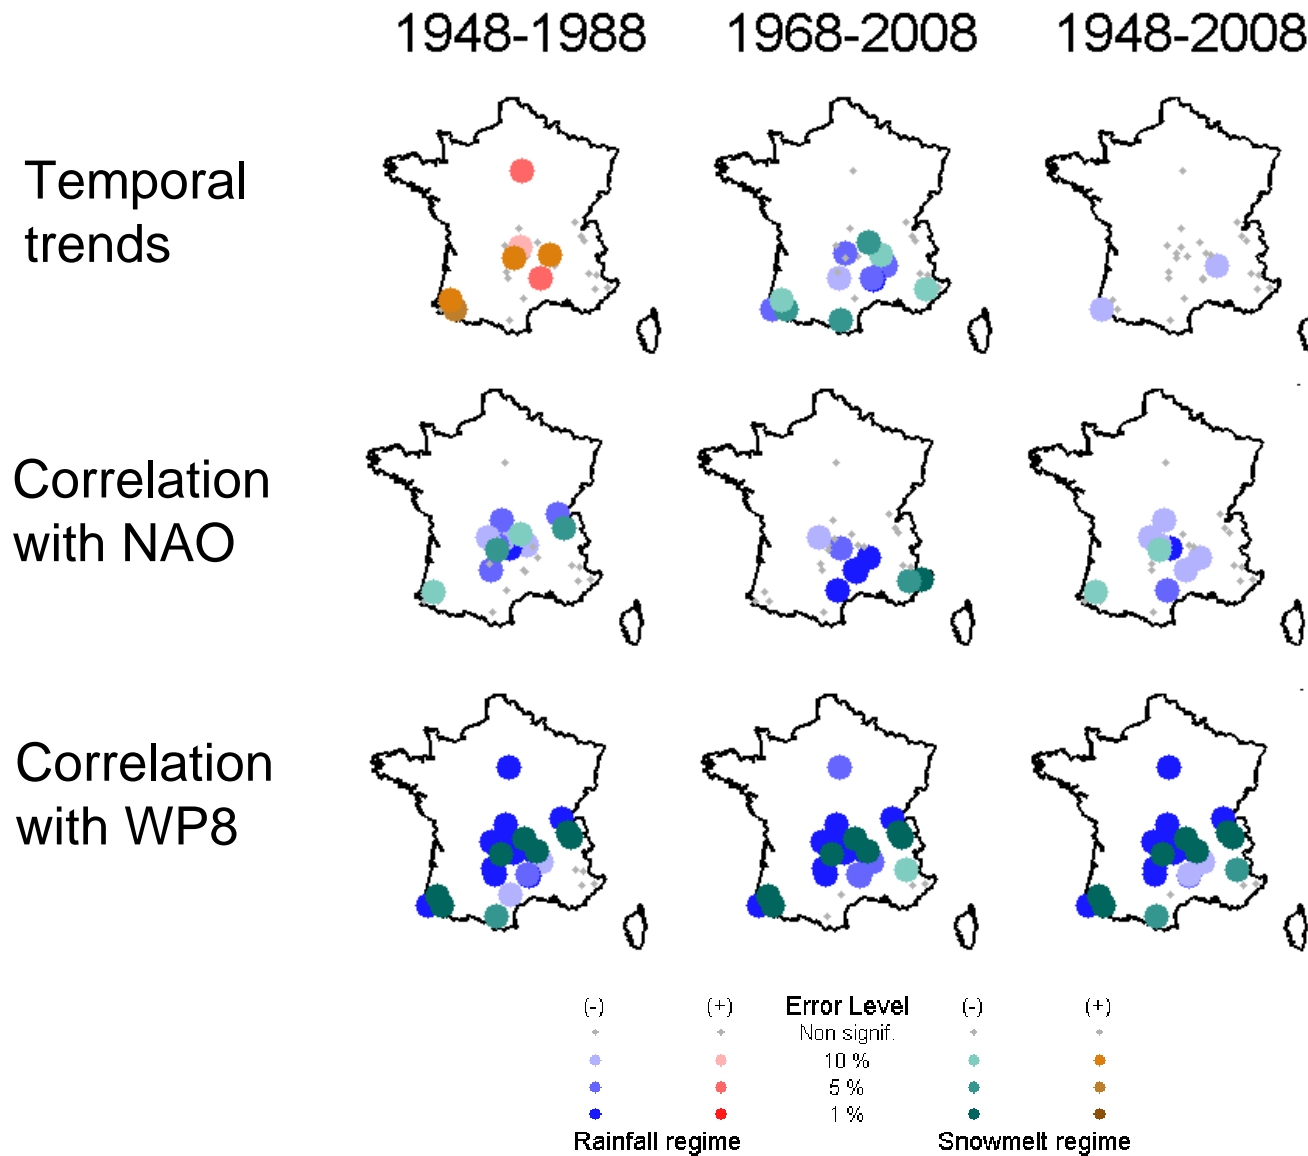 1948-1988 1968-2008 1948-2008
Temporal
trends
Correlation
with NAO
Correlation
with WP8
(-) (+) Error Level (-) (+)
Non signif.
10 %
5 %
1 %
Rainfall regime Snowmelt regime